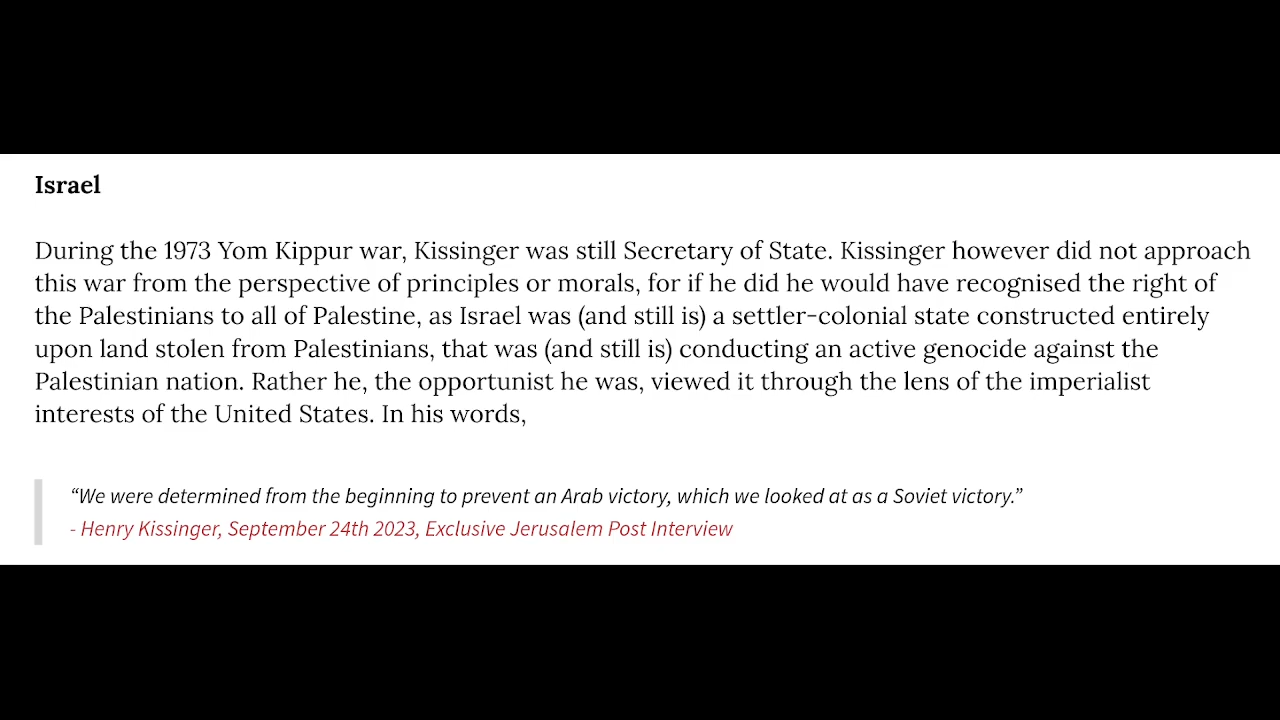 Israel
During the 1973 Yom Kippur war, Kissinger was still Secretary of State. Kissinger however did not approach
this war from the perspective of principles or morals, for if he did he would have recognised the right of
the Palestinians to all of Palestine, as Israel was (and still is) a settler-colonial state constructed entirely
upon land stolen from Palestinians, that was (and still is) conducting an active genocide against the
Palestinian nation. Rather he, the opportunist he was, viewed it through the lens of the imperialist
interests of the United States. In his words,
“We were determined from the beginning to prevent an Arab victory, which we looked at as a Soviet victory.”
- Henry Kissinger, September 24th 2023, Exclusive Jerusalem Post Interview